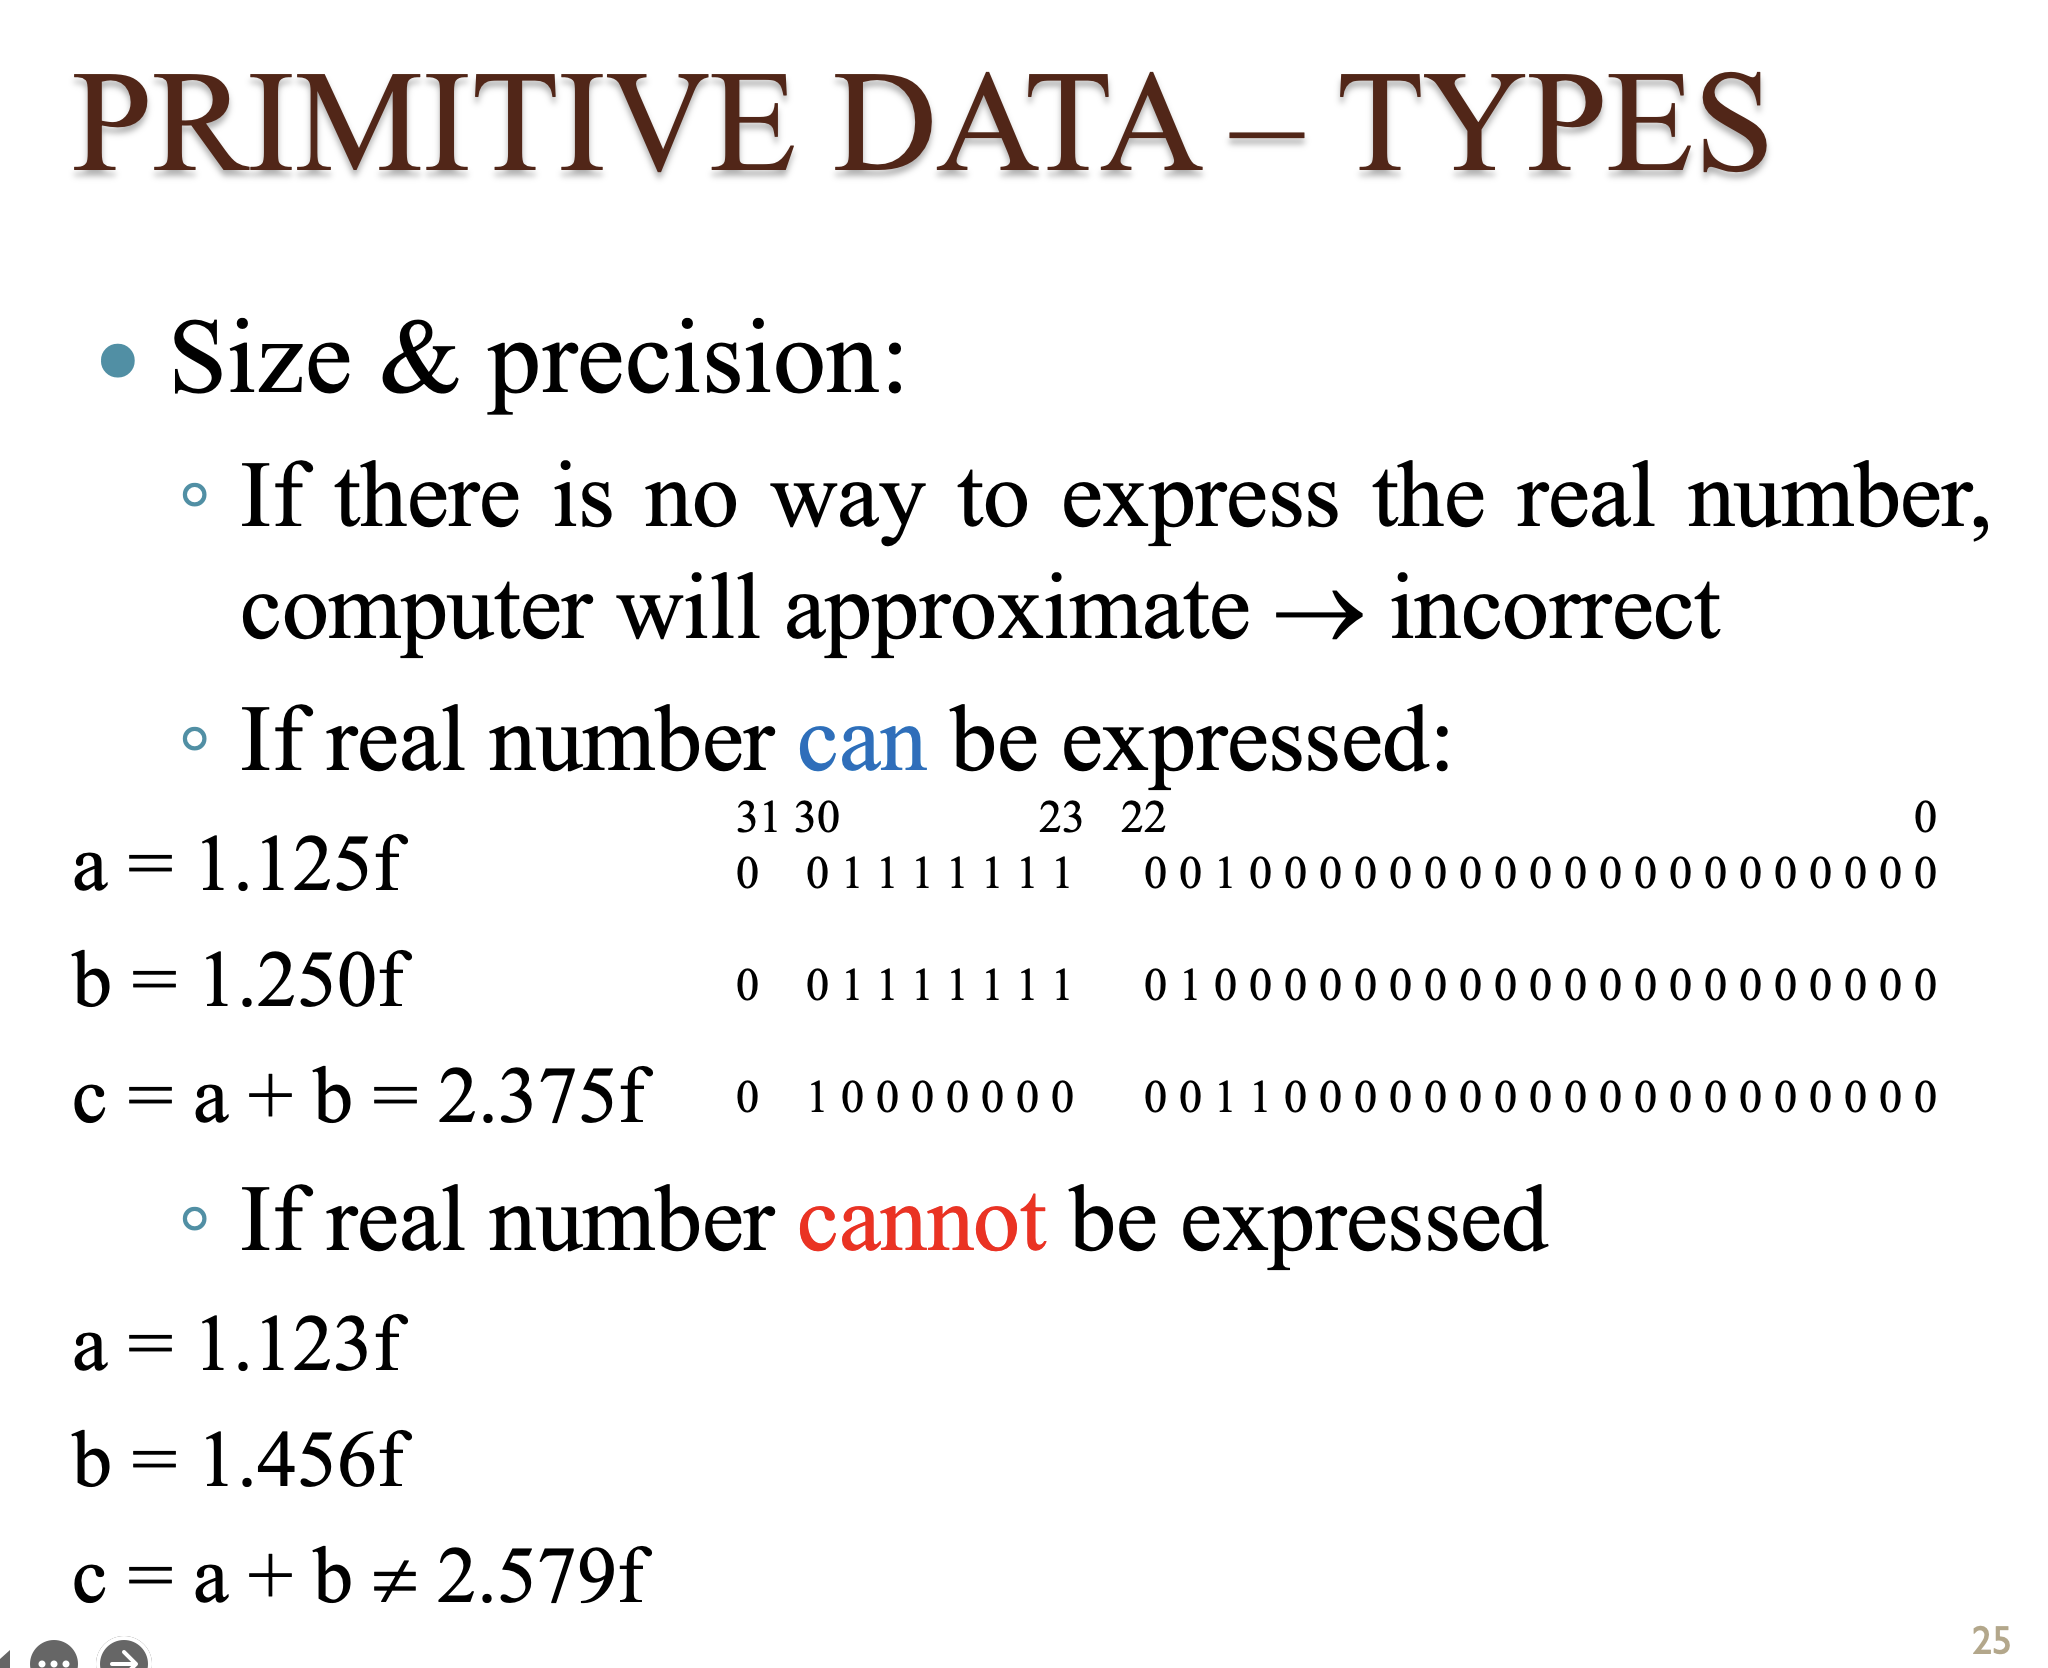 PRIMITIVE DATA – TYPES
Size & precision:
If there is no way to express the real number,
computer will approximate → incorrect
If real number can be expressed:
31 30 23 22 0
a = 1.125f 0 0 1 1 1 1 1 1 1 0 0 1 0 0 0 0 0 0 0 0 0 0 0 0 0 0 0 0 0 0 0 0
b = 1.250f 0 0 1 1 1 1 1 1 1 0 1 0 0 0 0 0 0 0 0 0 0 0 0 0 0 0 0 0 0 0 0 0
c = a + b = 2.375f 0 1 0 0 0 0 0 0 0 0 0 1 1 0 0 0 0 0 0 0 0 0 0 0 0 0 0 0 0 0 0 0
If real number cannot be expressed
a = 1.123f
b = 1.456f
c = a + b ≠ 2.579f
25